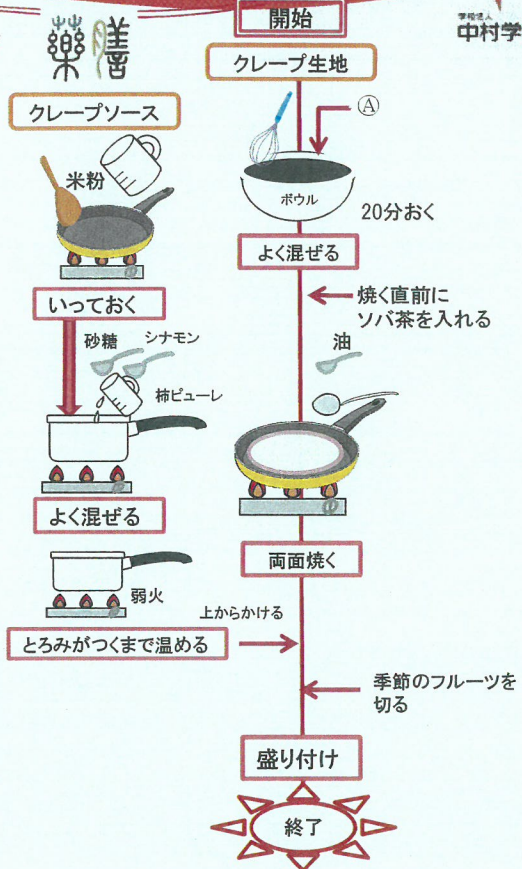 開始
薬膳
学校法人
中村学
クレープ生地
クレープソース
Ⓐ
米粉
ボウル
20分おく
よく混ぜる
いっておく
焼く直前に
ソバ茶を入れる
砂糖
シナモン
油
柿ピューレ
よく混ぜる
両面焼く
弱火
上からかける
とろみがつくまで温める
季節のフルーツを
切る
盛り付け
終了